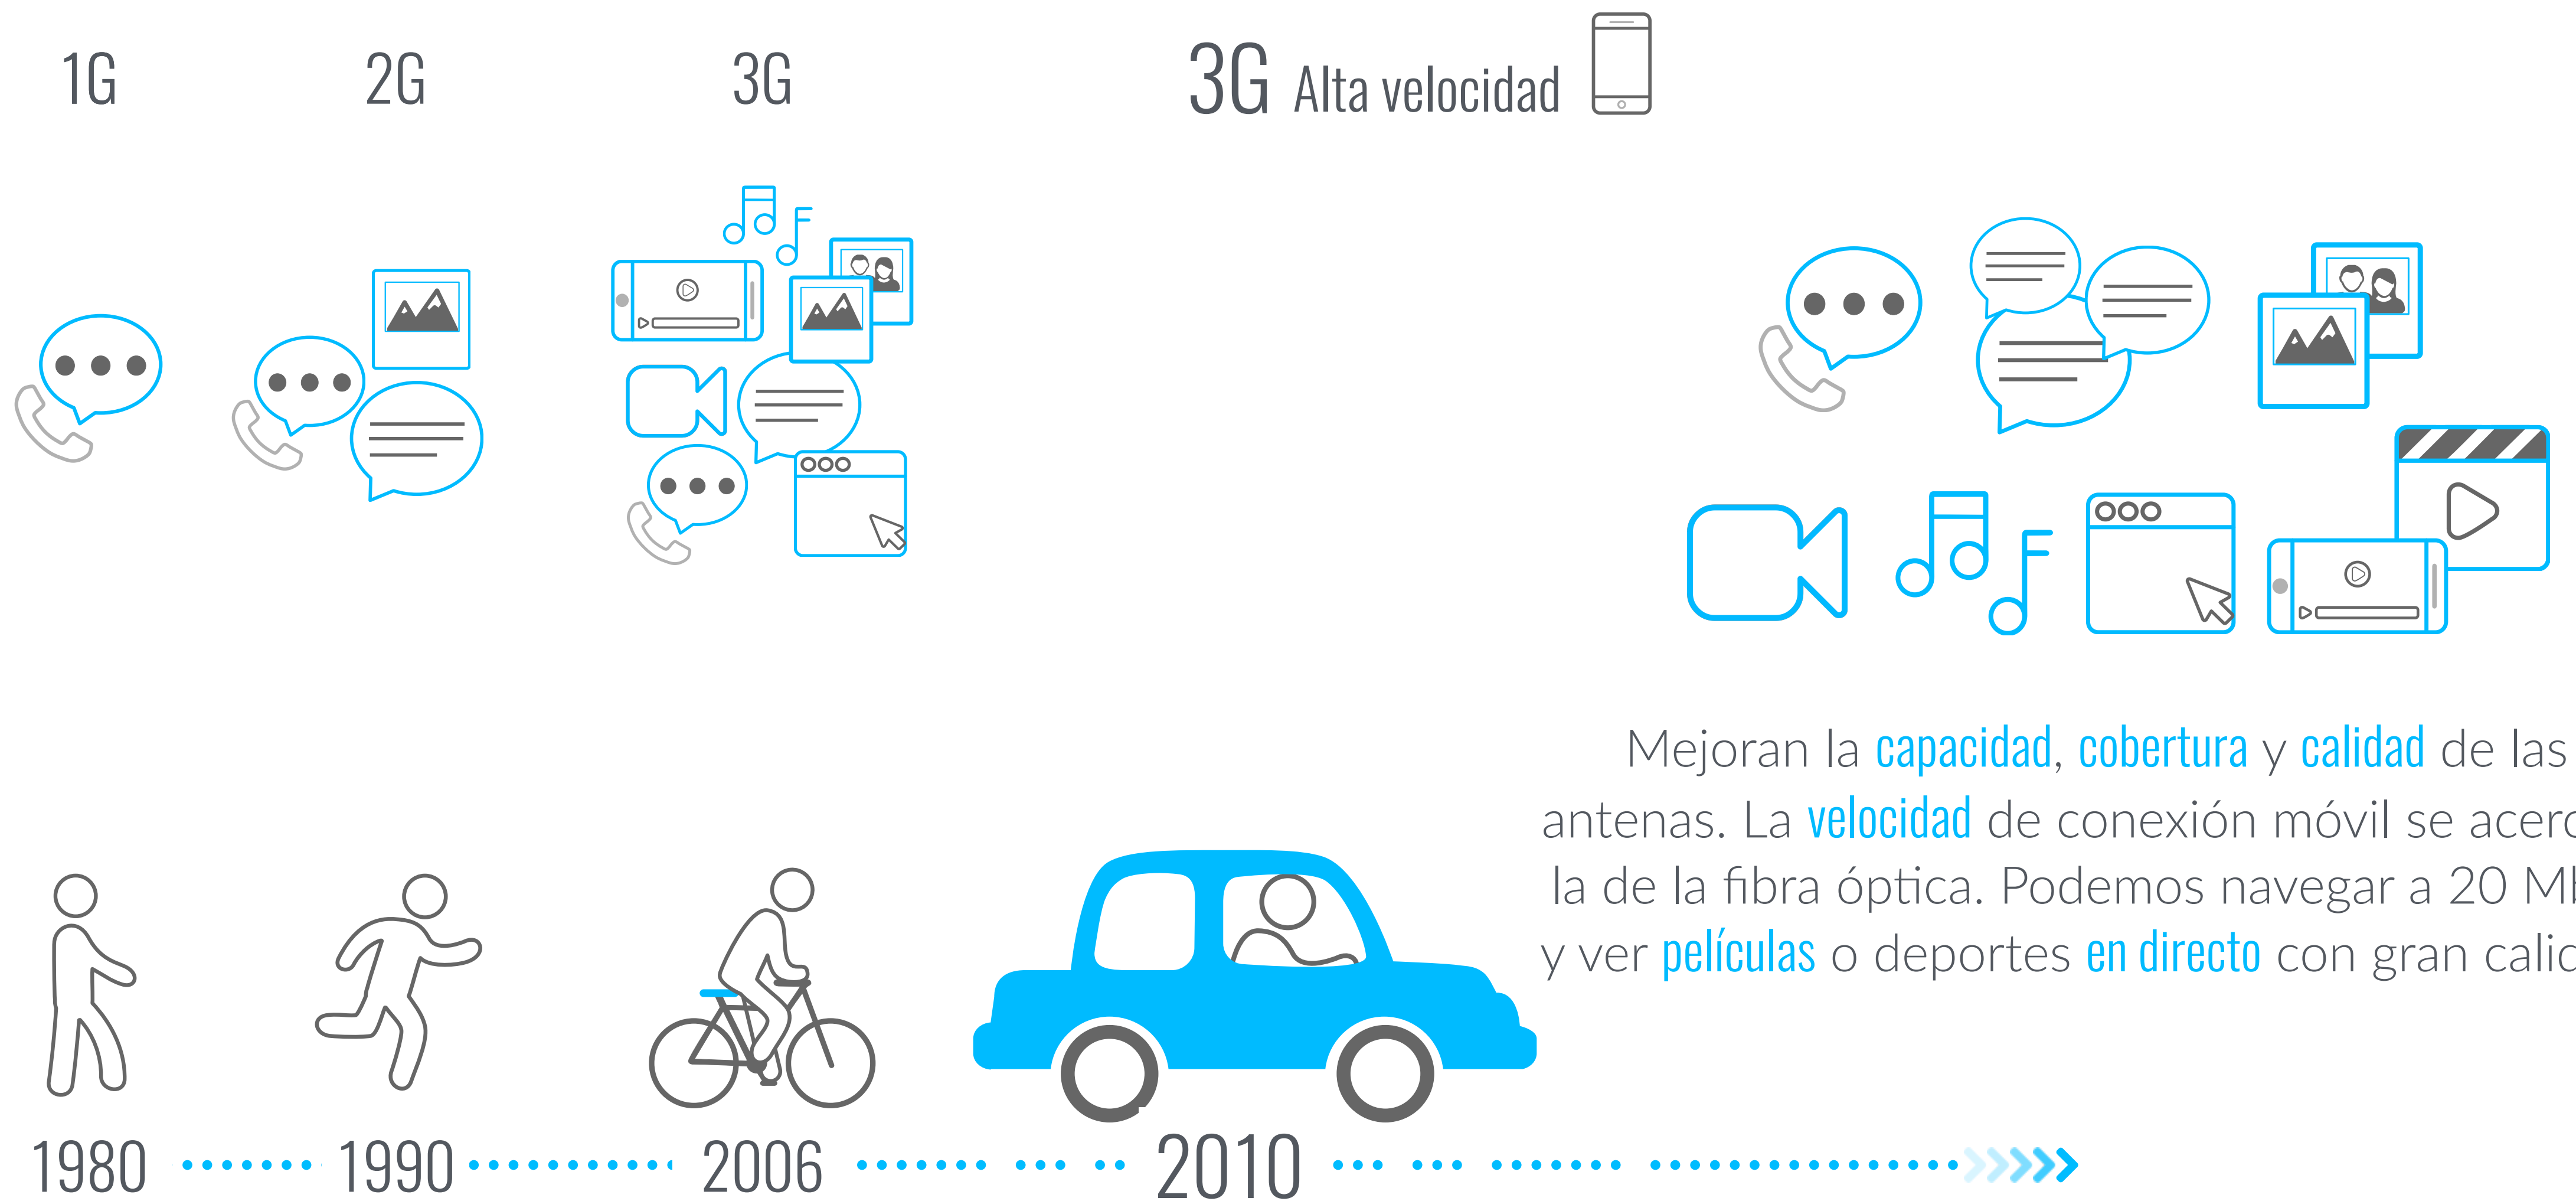 1G
2G
3G
3G Alta velocidad
Mejoran la capacidad, cobertura y calidad de las
antenas. La velocidad de conexión móvil se
la de la fibra óptica. Podemos navegar a 20
y ver películas o deportes en directo con gran
1980
1990
2006
2010